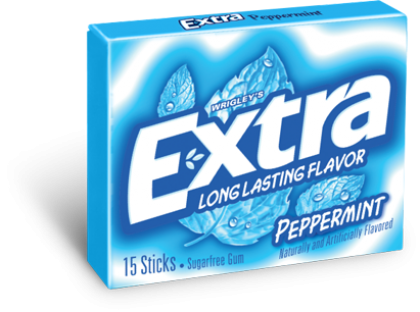 Extra Peppermint
WRIGLEY'S
Extra
LONG LASTING FLAVOR
PEPPERMINT
Naturally and Artificially Flavored
15 Sticks • Sugarfree Gum